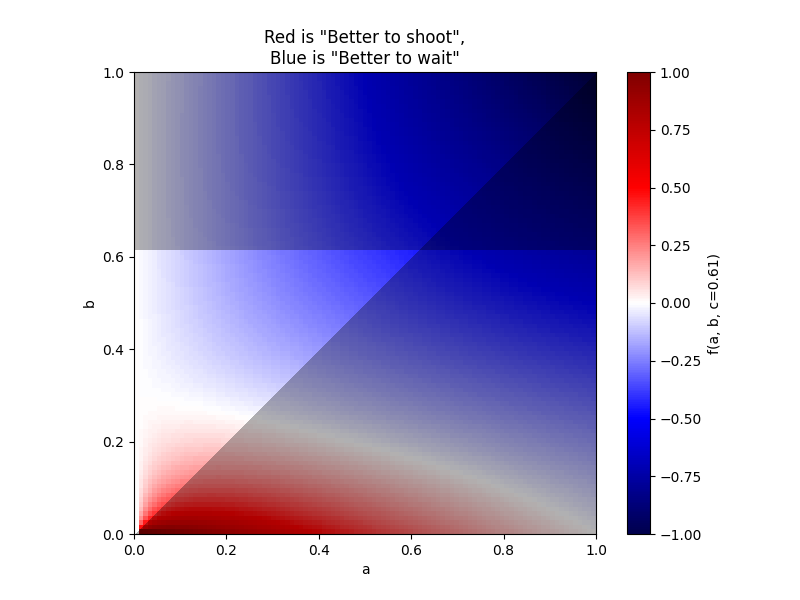 Red is "Better to shoot",
Blue is "Better to wait"
1.0
0.8
0.6
0.4
0.2
0.0
b
0.0 0.2 0.4 0.6 0.8 1.0
a
1.00
0.75
0.50
0.25
0.00
−0.25
−0.50
−0.75
−1.00
f(a, b, c=0.61)